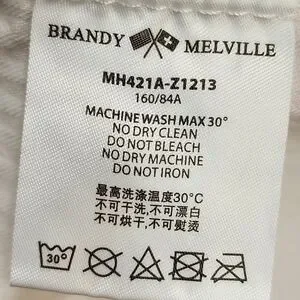 BRANDY MELVILLE
MH421A-Z1213
160/84A
MACHINE WASH MAX 30°
NO DRY CLEAN
DO NOT BLEACH
NO DRY MACHINE
DO NOT IRON
最高洗涤温度30°C
不可干洗,不可漂白
不可烘干,不可熨烫
30°